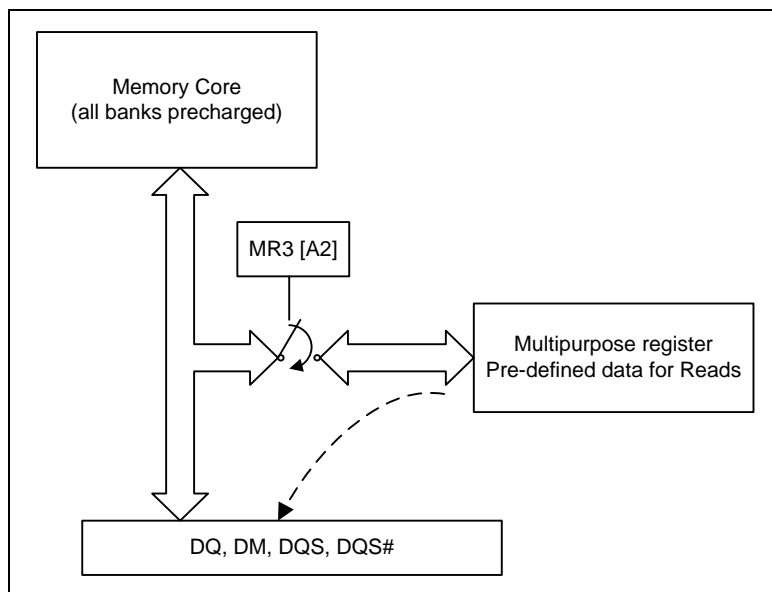 Memory Core
(all banks precharged)
MR3 [A2]
Multipurpose register
Pre-defined data for Reads
DQ, DM, DQS, DQS#